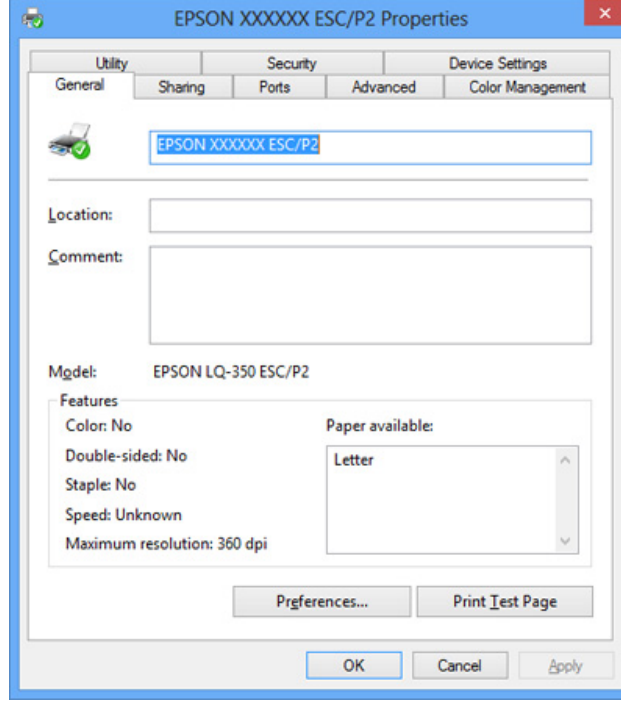 EPSON XXXXXX ESC/P2 Properties
Utility Security Device Settings
General Sharing Ports Advanced Color Management
EPSON XXXXXX ESC/P2
Location:
Comment:
Model: EPSON LQ-350 ESC/P2
Features
Color: No Paper available:
Double-sided: No Letter
Staple: No
Speed: Unknown
Maximum resolution: 360 dpi
Preferences... Print Test Page
OK Cancel Apply